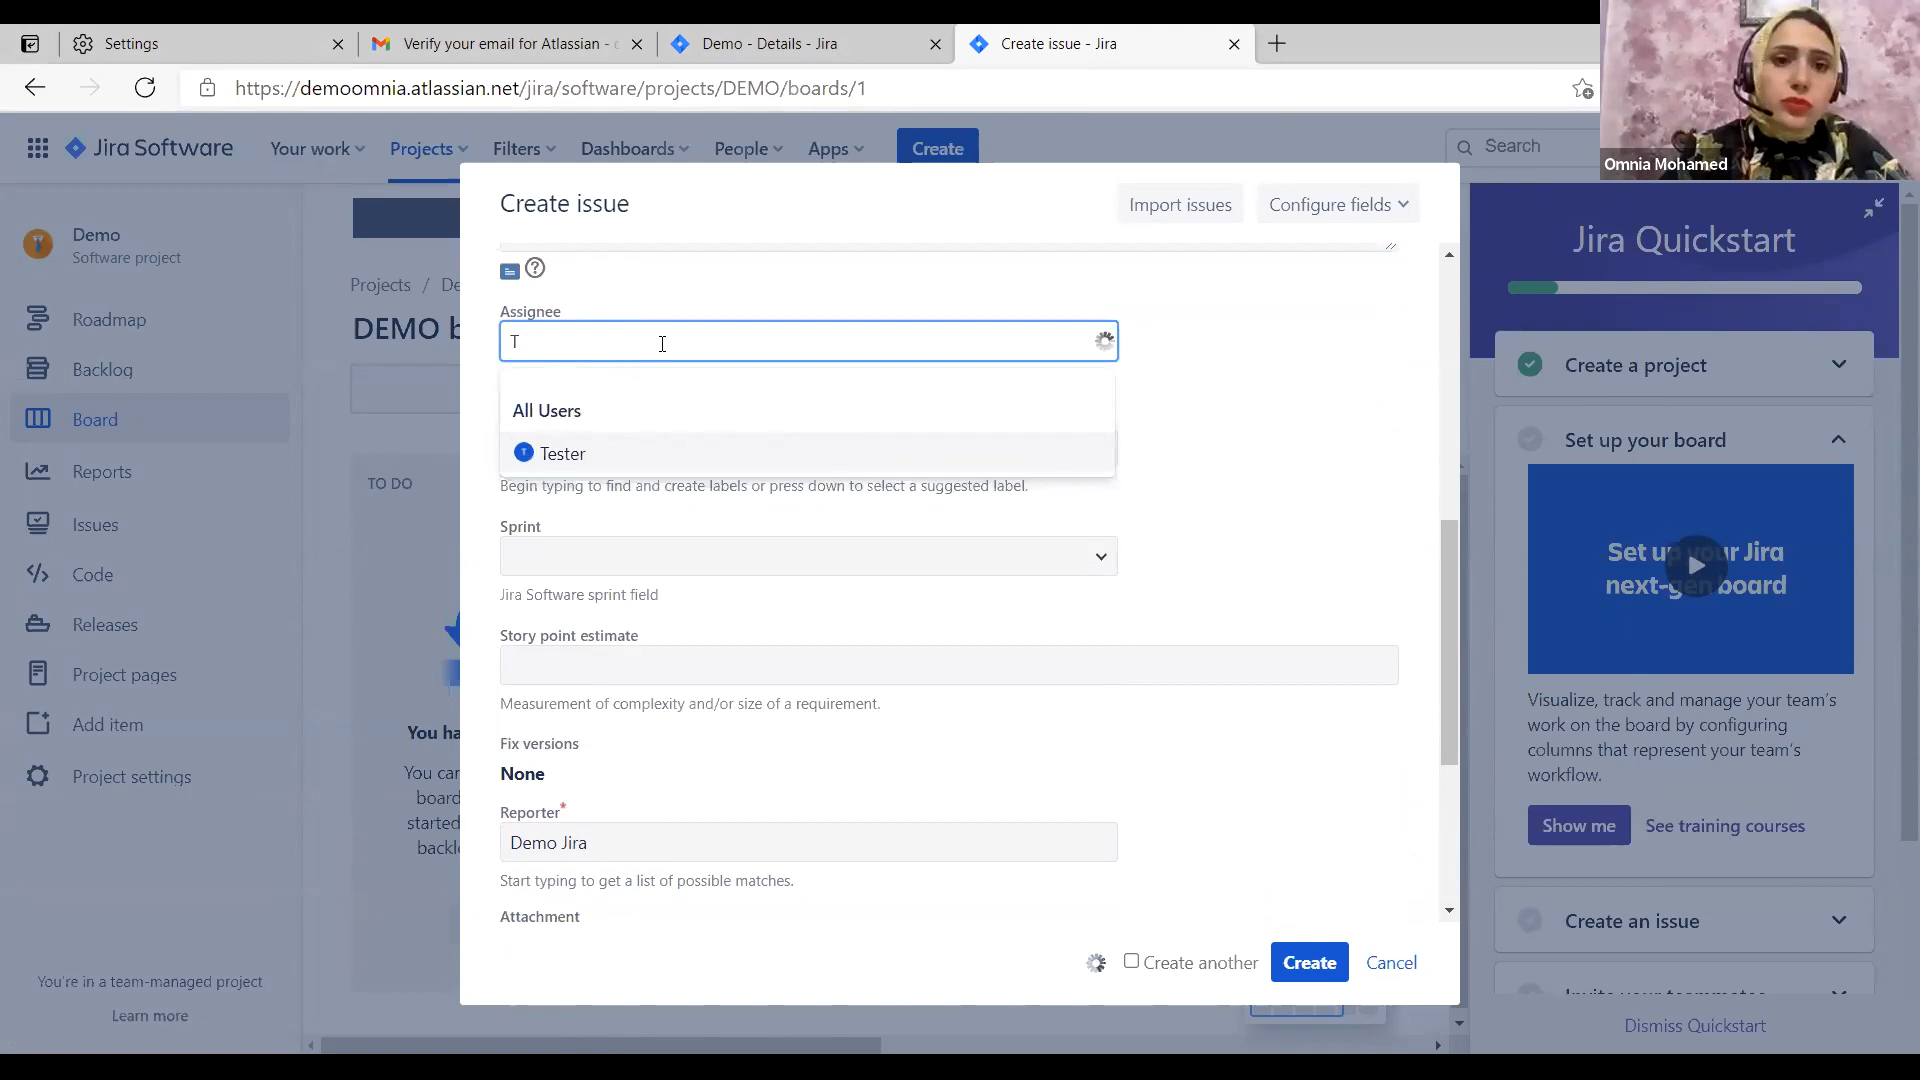 Settings
Verify your email for Atlassian -
Demo - Details - Jira
Create issue - Jira
https://demoomnia.atlassian.net/jira/software/projects/DEMO/boards/1
Omnia Mohamed
Jira Software
Your work
Projects
Filters
Dashboards
People
Apps
Create
Search
Demo
Software project
Roadmap
Backlog
Board
Reports
Issues
Code
Releases
Project pages
Add item
Project settings
You're in a team-managed project
Learn more
Projects / De
DEMO b
TO DO
You ha
You can
board
started
backl
Create issue
Import issues
Configure fields
Assignee
T
All Users
T Tester
Begin typing to find and create labels or press down to select a suggested label.
Sprint
Jira Software sprint field
Story point estimate
Measurement of complexity and/or size of a requirement.
Fix versions
None
Reporter*
Demo Jira
Start typing to get a list of possible matches.
Attachment
Create another
Create
Cancel
Jira Quickstart
Create a project
Set up your board
Set up your Jira
next-gen board
Visualize, track and manage your team's
work on the board by configuring
columns that represent your team's
workflow.
Show me
See training courses
Create an issue
Dismiss Quickstart